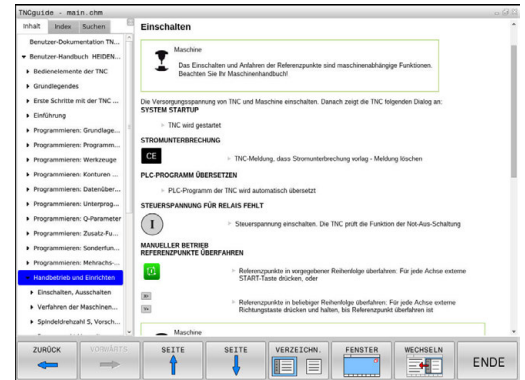 TNCguide - main.chm
Inhalt Index Suchen
Benutzer-Dokumentation TN...
Benutzer-Handbuch HEIDEN...
Bedienelemente der TNC
Grundlegendes
Erste Schritte mit der TNC ...
Einführung
Programmieren: Grundlage...
Programmieren: Programm...
Programmieren: Werkzeuge
Programmieren: Konturen ...
Programmieren: Datenüber...
Programmieren: Unterprog...
Programmieren: Q-Parameter
Programmieren: Zusatz-Fu...
Programmieren: Sonderfun...
Programmieren: Mehrachs-...
Handbetrieb und Einrichten
Einschalten, Ausschalten
Verfahren der Maschinen...
Spindeldrehzahl S, Vorsch...
Einschalten
Maschine
Das Einschalten und Anfahren der Referenzpunkte sind maschinenabhängige Funktionen.
Beachten Sie Ihr Maschinenhandbuch!
Die Versorgungsspannung von TNC und Maschine einschalten. Danach zeigt die TNC folgenden Dialog an:
SYSTEM STARTUP
TNC wird gestartet
STROMUNTERBRECHUNG
CE
TNC-Meldung, dass Stromunterbrechung vorlag - Meldung löschen
PLC-PROGRAMM ÜBERSETZEN
PLC-Programm der TNC wird automatisch übersetzt
STEUERSPANNUNG FÜR RELAIS FEHLT
I
Steuerspannung einschalten. Die TNC prüft die Funktion der Not-Aus-Schaltung
MANUELLER BETRIEB
REFERENZPUNKTE ÜBERFAHREN
Referenzpunkte in vorgegebener Reihenfolge überfahren: Für jede Achse externe
START-Taste drücken, oder
X+
Y+
Referenzpunkte in beliebiger Reihenfolge überfahren: Für jede Achse externe
Richtungstaste drücken und halten, bis Referenzpunkt überfahren ist
Maschine
ZURÜCK VORWÄRTS SEITE SEITE VERZEICHN. FENSTER WECHSELN ENDE